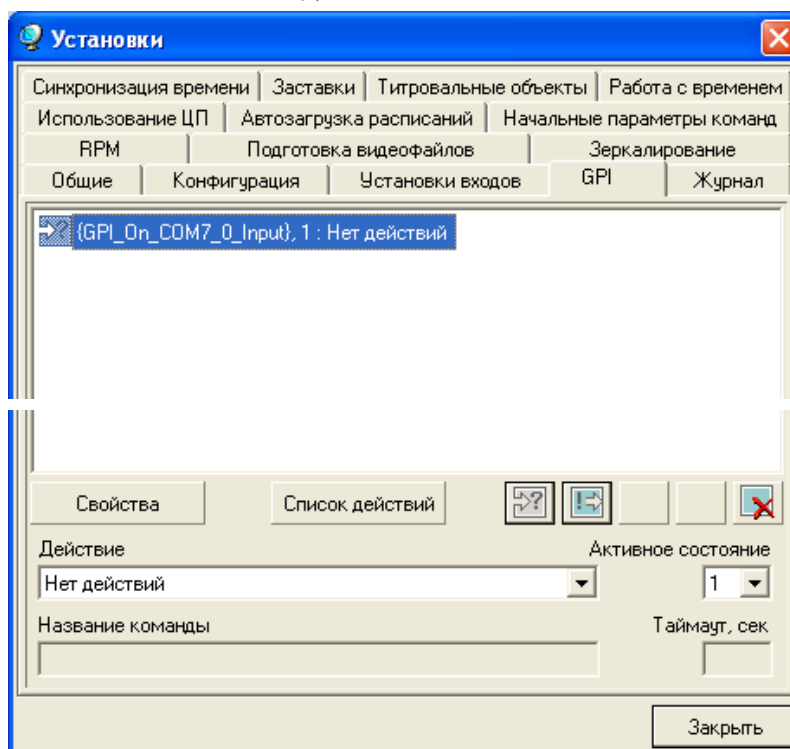 Установки
Синхронизация времени Заставки Титровальные объекты Работа с временем
Использование ЦП Автозагрузка расписаний Начальные параметры команд
RPM Подготовка видеофайлов Зеркалирование
Общие Конфигурация Установки входов GPI Журнал
{GPI_On_COM7_0_Input}, 1 : Нет действий
Свойства Список действий
Действие Активное состояние
Нет действий 1
Название команды Таймаут, сек
Закрыть